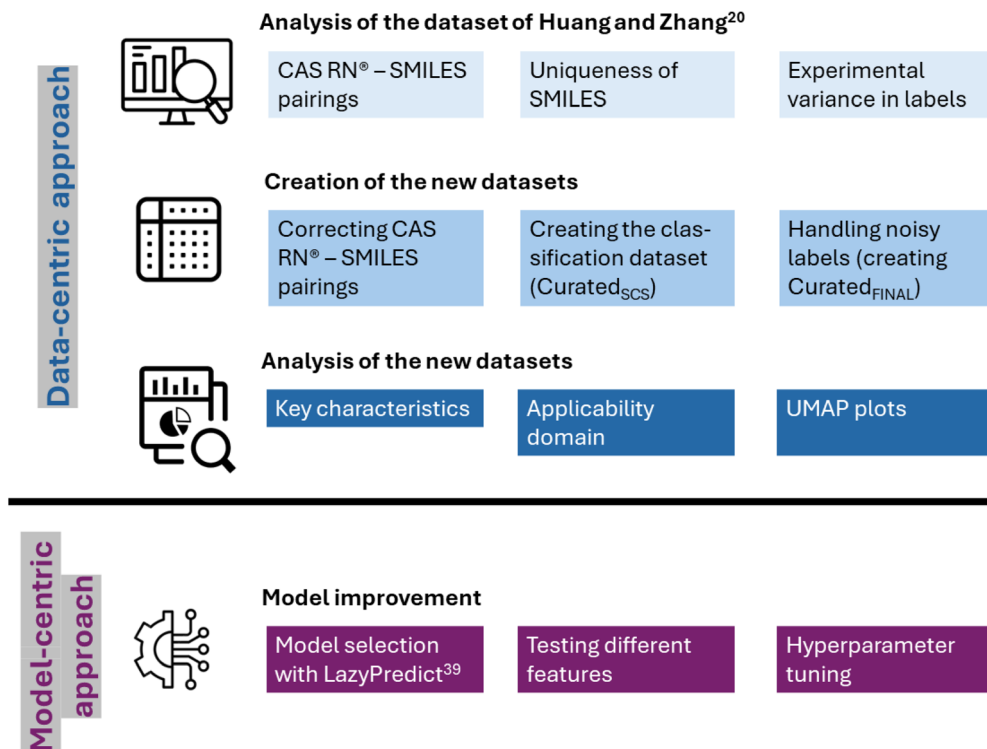 Data-centric approach
Analysis of the dataset of Huang and Zhang²⁰
CAS RN® – SMILES
pairings
Uniqueness of
SMILES
Experimental
variance in labels
Creation of the new datasets
Correcting CAS
RN® – SMILES
pairings
Creating the clas-
sification dataset
(Curated_SCS)
Handling noisy
labels (creating
Curated_FINAL)
Analysis of the new datasets
Key characteristics
Applicability
domain
UMAP plots
Model-centric
approach
Model improvement
Model selection
with LazyPredict³⁹
Testing different
features
Hyperparameter
tuning